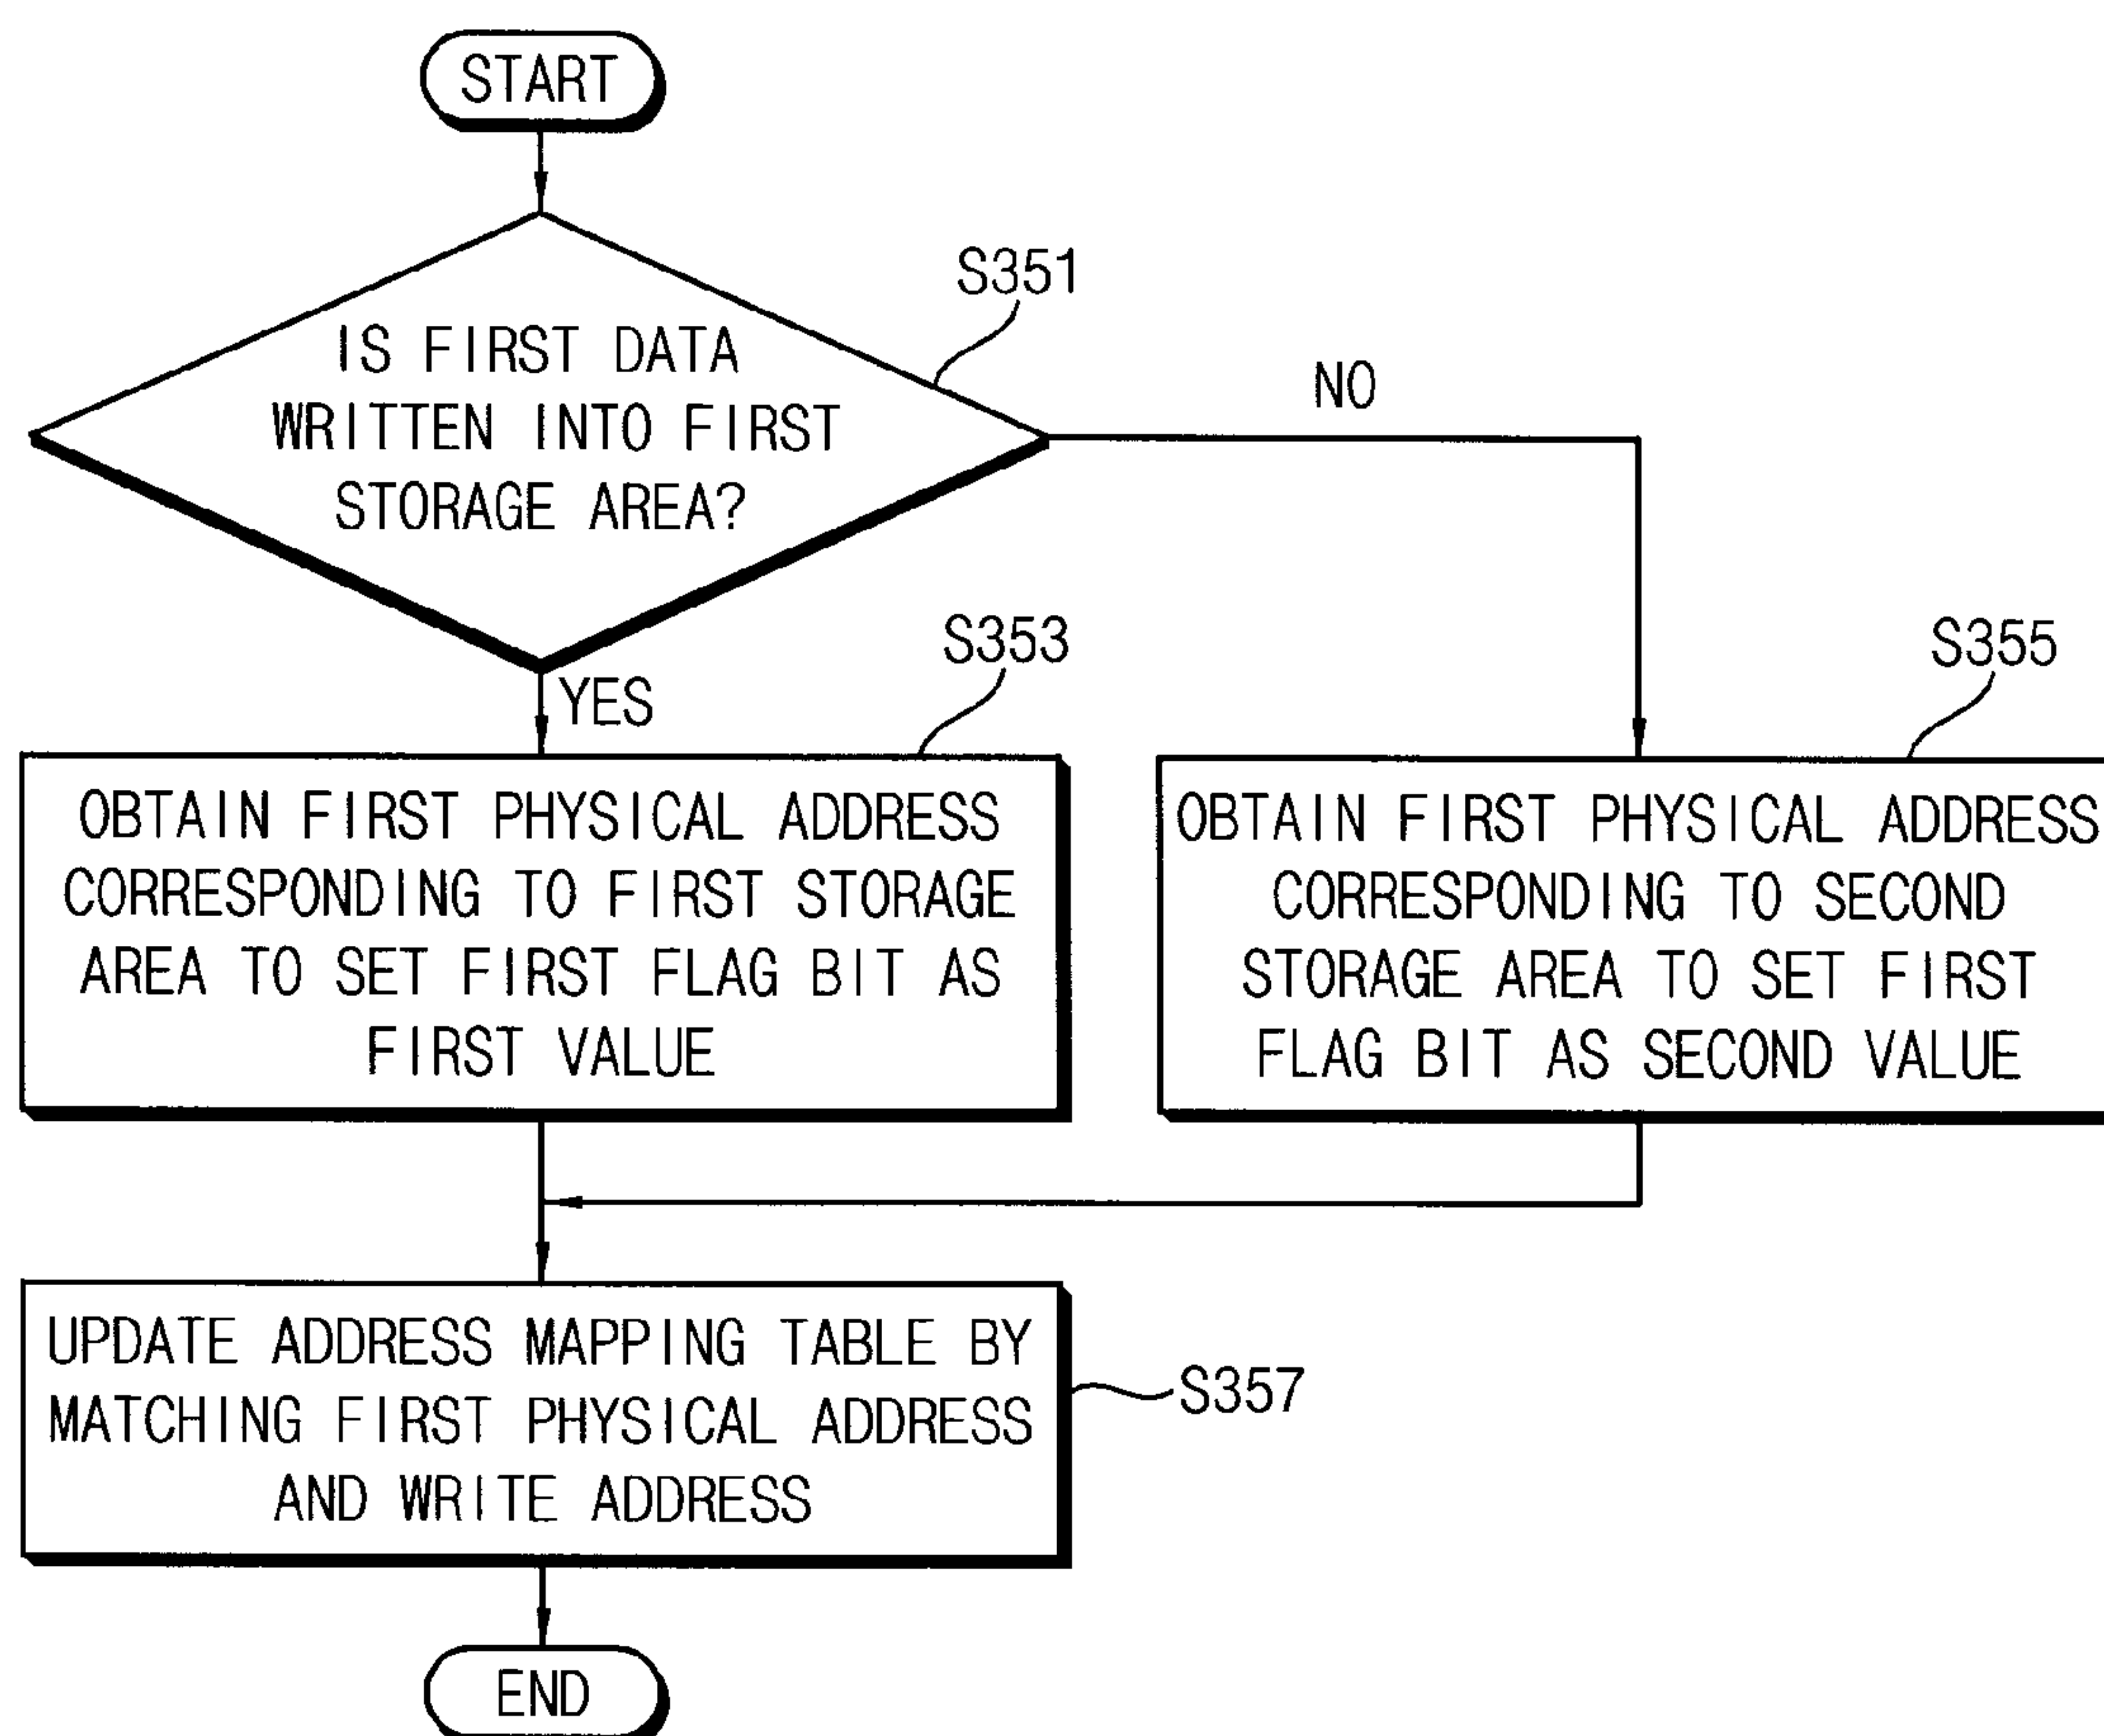 START
S351
IS FIRST DATA
WRITTEN INTO FIRST
STORAGE AREA?
NO
YES
S353
OBTAIN FIRST PHYSICAL ADDRESS
CORRESPONDING TO FIRST STORAGE
AREA TO SET FIRST FLAG BIT AS
FIRST VALUE
S355
OBTAIN FIRST PHYSICAL ADDRESS
CORRESPONDING TO SECOND
STORAGE AREA TO SET FIRST
FLAG BIT AS SECOND VALUE
UPDATE ADDRESS MAPPING TABLE BY
MATCHING FIRST PHYSICAL ADDRESS
AND WRITE ADDRESS
S357
END